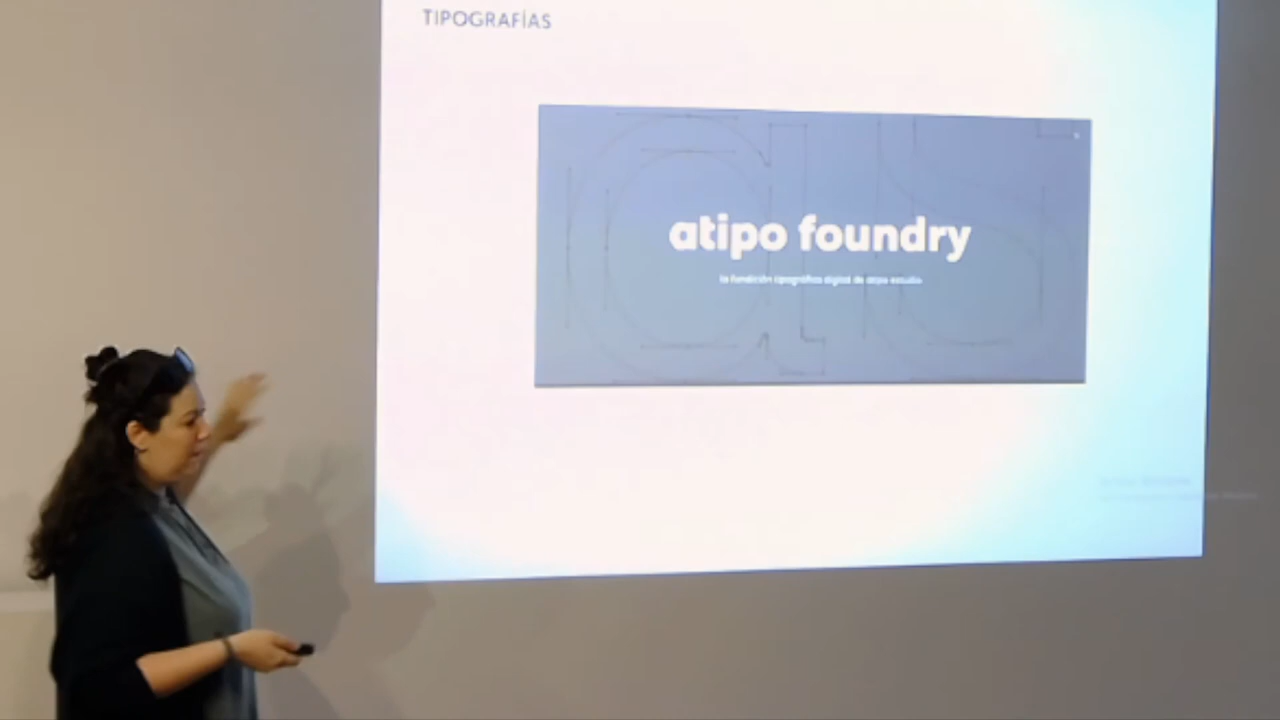 TIPOGRAFÍAS
atipo foundry
la fundición tipográfica digital de atipo estudio